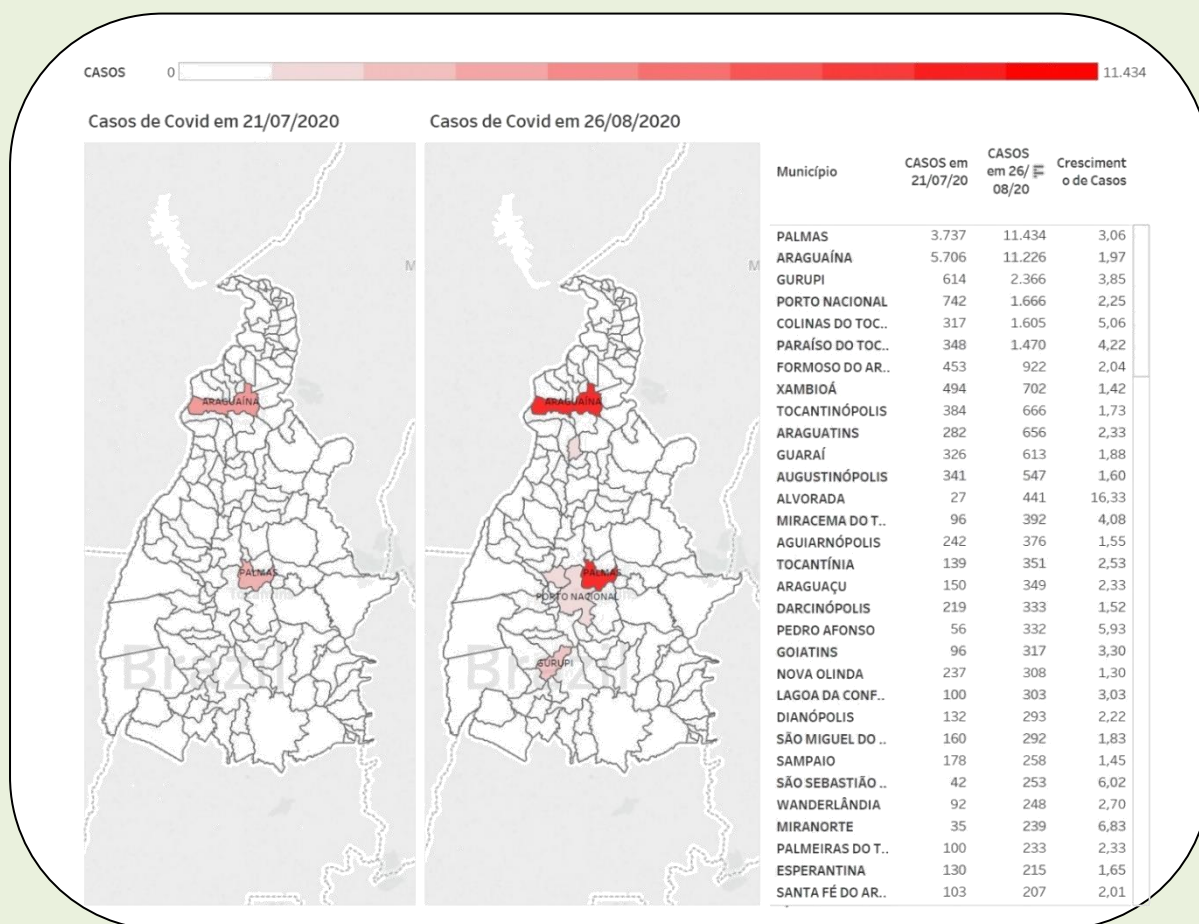 CASOS 0 11.434
Casos de Covid em 21/07/2020
Casos de Covid em 26/08/2020
M
ARAGUAÍNA
PALMAS
Tocantins
Brazil
M
ARAGUAÍNA
PALMAS
PORTO NACIONAL
GURUPI
Brazil
Município CASOS em 21/07/20 CASOS em 26/08/20 Cresciment o de Casos
PALMAS 3.737 11.434 3,06
ARAGUAÍNA 5.706 11.226 1,97
GURUPI 614 2.366 3,85
PORTO NACIONAL 742 1.666 2,25
COLINAS DO TOC.. 317 1.605 5,06
PARAÍSO DO TOC.. 348 1.470 4,22
FORMOSO DO AR.. 453 922 2,04
XAMBIOÁ 494 702 1,42
TOCANTINÓPOLIS 384 666 1,73
ARAGUATINS 282 656 2,33
GUARAÍ 326 613 1,88
AUGUSTINÓPOLIS 341 547 1,60
ALVORADA 27 441 16,33
MIRACEMA DO T.. 96 392 4,08
AGUIARNÓPOLIS 242 376 1,55
TOCANTÍNIA 139 351 2,53
ARAGUAÇU 150 349 2,33
DARCINÓPOLIS 219 333 1,52
PEDRO AFONSO 56 332 5,93
GOIATINS 96 317 3,30
NOVA OLINDA 237 308 1,30
LAGOA DA CONF.. 100 303 3,03
DIANÓPOLIS 132 293 2,22
SÃO MIGUEL DO .. 160 292 1,83
SAMPAIO 178 258 1,45
SÃO SEBASTIÃO .. 42 253 6,02
WANDERLÂNDIA 92 248 2,70
MIRANORTE 35 239 6,83
PALMEIRAS DO T.. 100 233 2,33
ESPERANTINA 130 215 1,65
SANTA FÉ DO AR.. 103 207 2,01